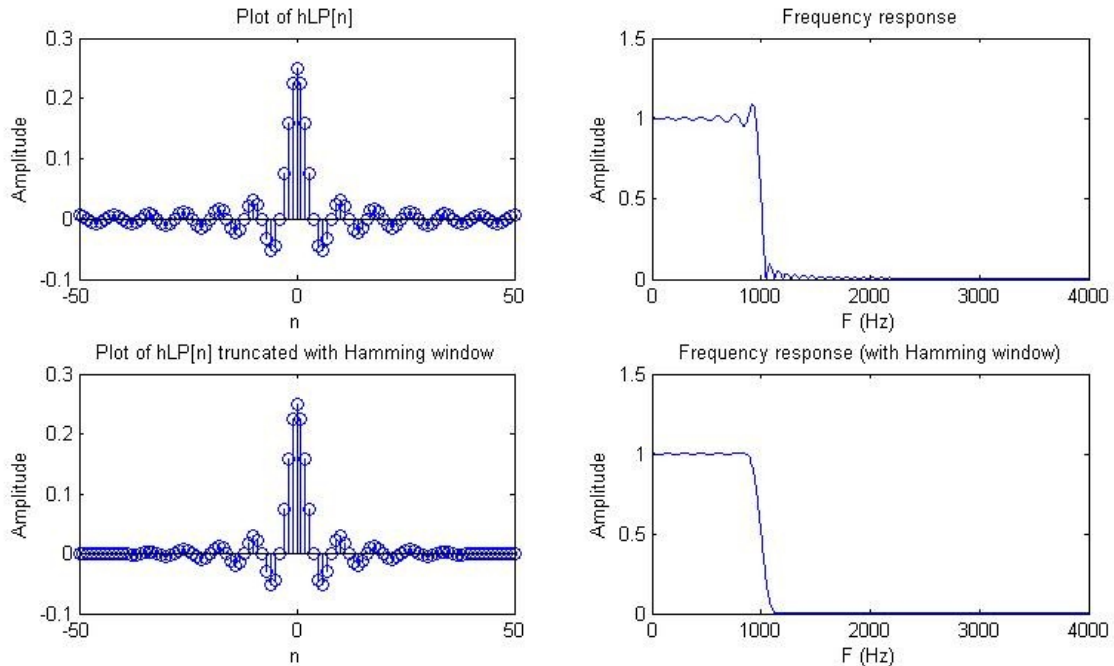 Plot of hLP[n]
0.3
0.2
0.1
0
-0.1
-50
0
50
Amplitude
n
Frequency response
1.5
1
0.5
0
0
1000
2000
3000
4000
Amplitude
F (Hz)
Plot of hLP[n] truncated with Hamming window
0.3
0.2
0.1
0
-0.1
-50
0
50
Amplitude
n
Frequency response (with Hamming window)
1.5
1
0.5
0
0
1000
2000
3000
4000
Amplitude
F (Hz)